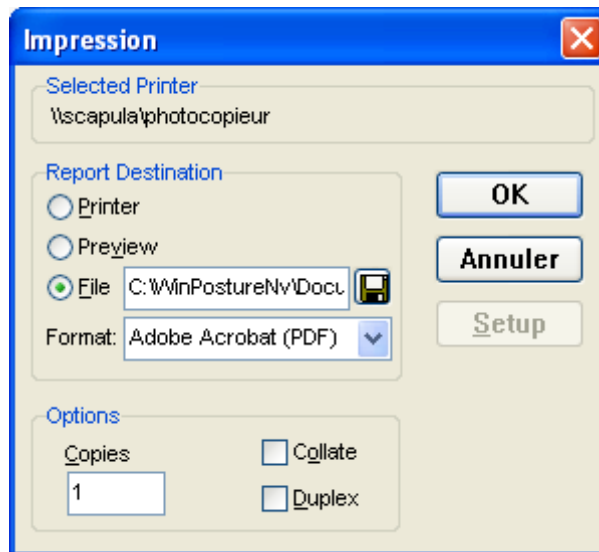 Impression
Selected Printer
\\scapula\photocopieur
Report Destination
Printer
Preview
File C:\WinPostureNv\Docu
Format: Adobe Acrobat (PDF)
OK
Annuler
Setup
Options
Copies
1
Collate
Duplex